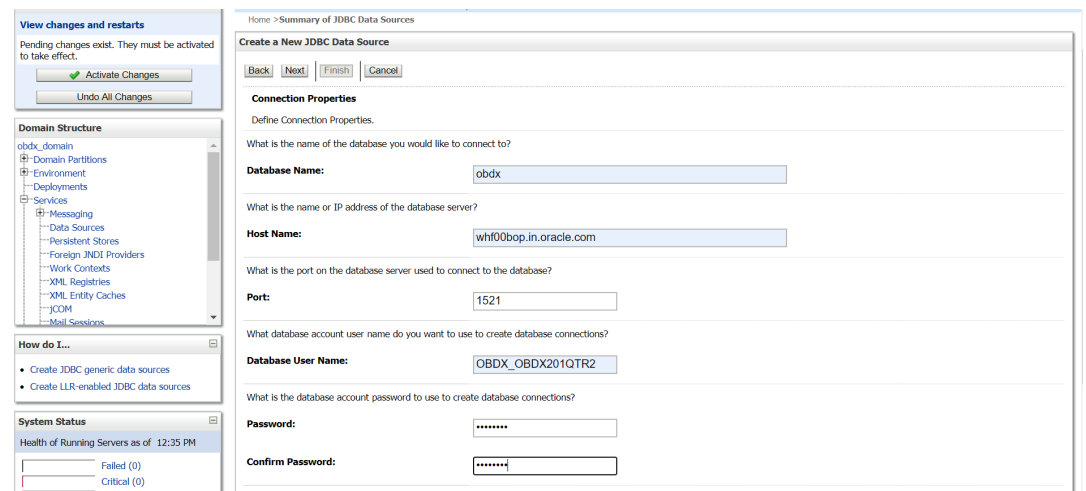 View changes and restarts
Pending changes exist. They must be activated
to take effect.
Activate Changes
Undo All Changes
Domain Structure
obdx_domain
Domain Partitions
Environment
Deployments
Services
Messaging
Data Sources
Persistent Stores
Foreign JNDI Providers
Work Contexts
XML Registries
XML Entity Caches
jCOM
Mail Sessions
How do I...
Create JDBC generic data sources
Create LLR-enabled JDBC data sources
System Status
Health of Running Servers as of 12:35 PM
Failed (0)
Critical (0)
Home >Summary of JDBC Data Sources
Create a New JDBC Data Source
Back Next Finish Cancel
Connection Properties
Define Connection Properties.
What is the name of the database you would like to connect to?
Database Name: obdx
What is the name or IP address of the database server?
Host Name: whf00bop.in.oracle.com
What is the port on the database server used to connect to the database?
Port: 1521
What database account user name do you want to use to create database connections?
Database User Name: OBDX_OBDX201QTR2
What is the database account password to use to create database connections?
Password: ••••••••
Confirm Password: ••••••••